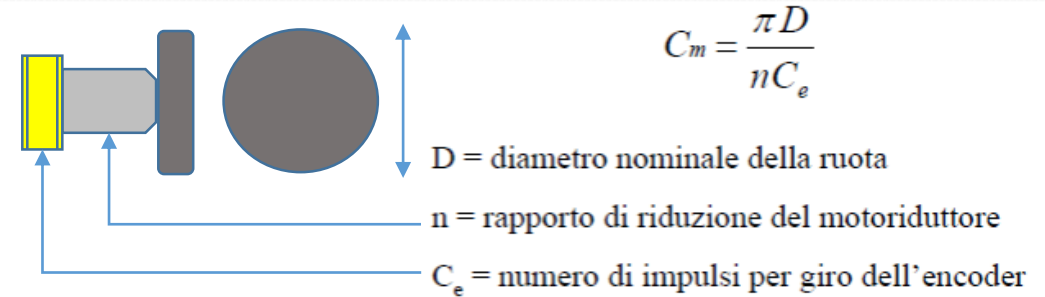 Cm = πD / nCₑ
D = diametro nominale della ruota
n = rapporto di riduzione del motoriduttore
Cₑ = numero di impulsi per giro dell’encoder